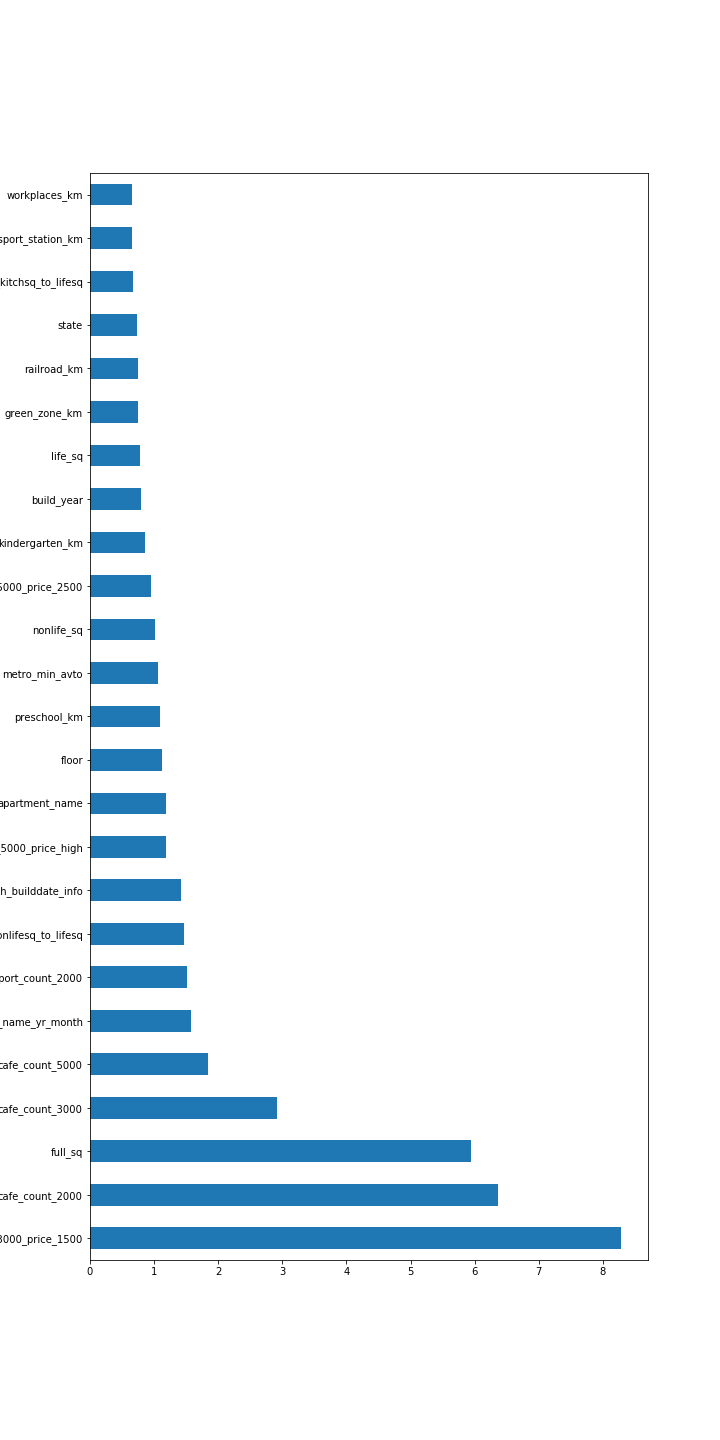 workplaces_km
sport_station_km
kitchsq_to_lifesq
state
railroad_km
green_zone_km
life_sq
build_year
kindergarten_km
5000_price_2500
nonlife_sq
metro_min_avto
preschool_km
floor
apartment_name
_5000_price_high
h_builddate_info
onlifesq_to_lifesq
port_count_2000
_name_yr_month
cafe_count_5000
cafe_count_3000
full_sq
cafe_count_2000
3000_price_1500
0 1 2 3 4 5 6 7 8